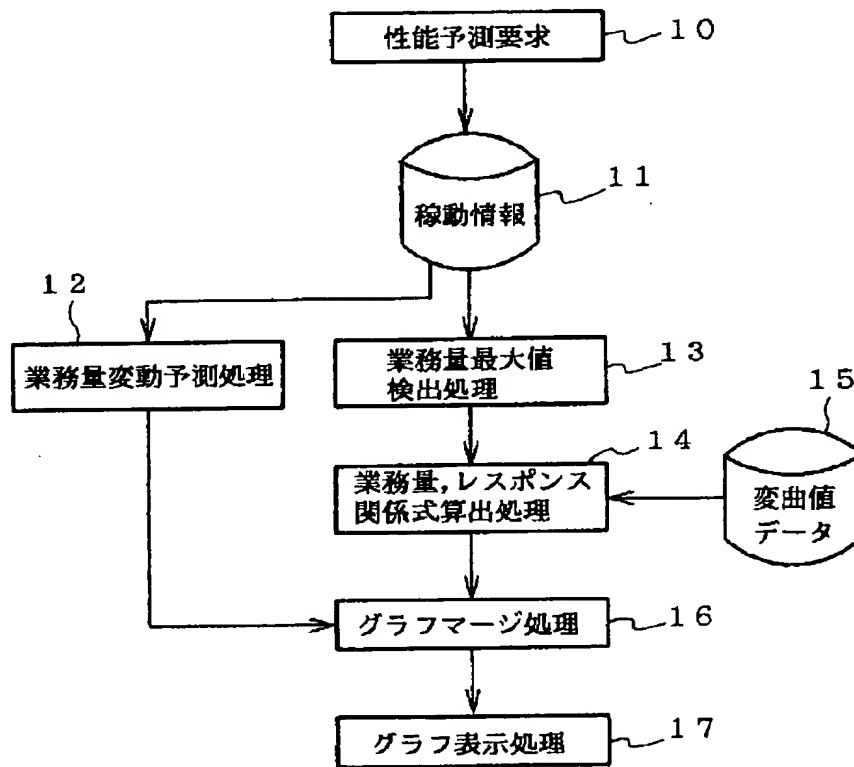 性能予測要求
10
稼動情報
11
12
業務量変動予測処理
業務量最大値
検出処理
13
14
業務量,レスポンス
関係式算出処理
15
変曲値
データ
グラフマージ処理
16
グラフ表示処理
17